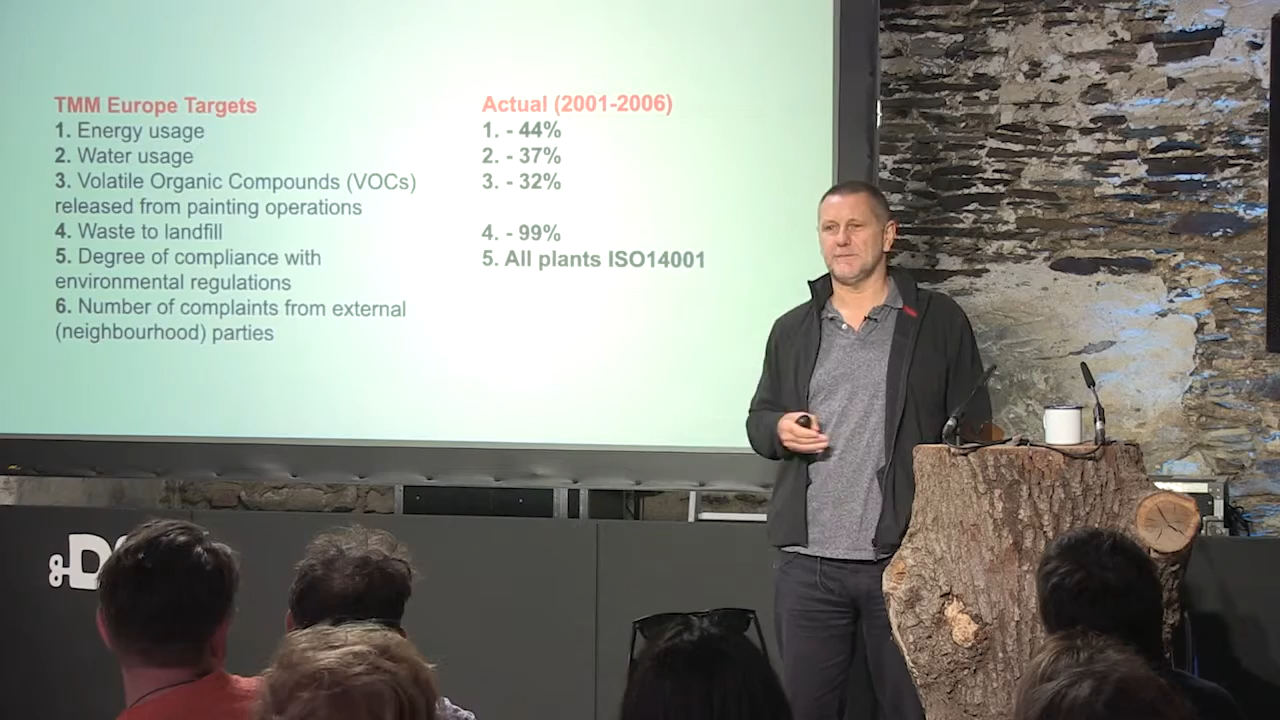 TMM Europe Targets
1. Energy usage
2. Water usage
3. Volatile Organic Compounds (VOCs)
released from painting operations
4. Waste to landfill
5. Degree of compliance with
environmental regulations
6. Number of complaints from external
(neighbourhood) parties
Actual (2001-2006)
1. - 44%
2. - 37%
3. - 32%
4. - 99%
5. All plants ISO14001